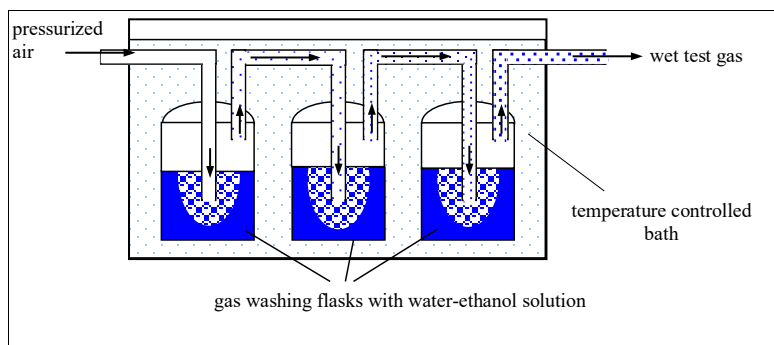 pressurized
air
wet test gas
temperature controlled
bath
gas washing flasks with water-ethanol solution